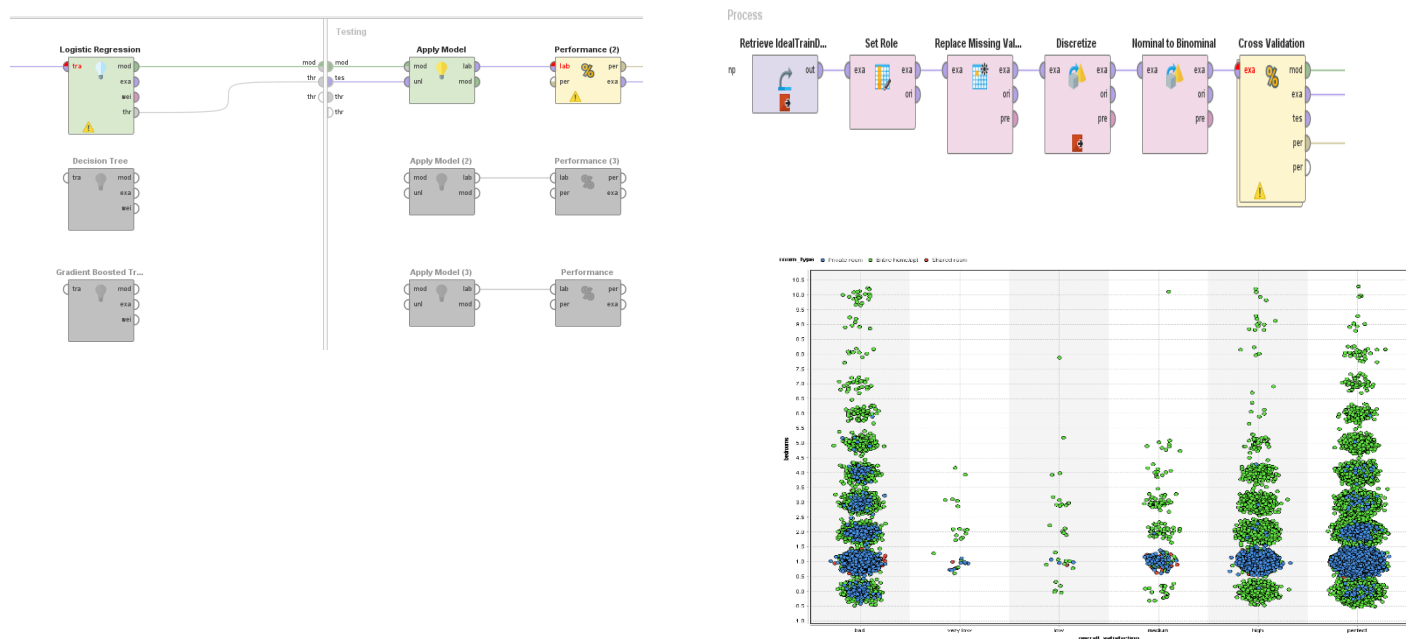 Testing
Logistic Regression
Apply Model
Performance (2)
tra mod
exa
wei
thr
mod mod
thr tes
thr thr
thr
mod lab
unl mod
lab per
per exa
Decision Tree
Apply Model (2)
Performance (3)
tra mod
exa
wei
mod lab
unl mod
lab per
per exa
Gradient Boosted Tr...
Apply Model (3)
Performance
tra mod
exa
wei
mod lab
unl mod
lab per
per exa
Process
Retrieve IdealTrainD...
Set Role
Replace Missing Val...
Discretize
Nominal to Binominal
Cross Validation
np
out
exa exa
ori
exa exa
ori
pre
exa exa
ori
pre
exa exa
ori
pre
exa mod
exa
tes
per
per
room_type Private room Entire home/apt Shared room
10.5
10.0
9.5
9.0
8.5
8.0
7.5
7.0
6.5
6.0
5.5
5.0
4.5
4.0
3.5
3.0
2.5
2.0
1.5
1.0
0.5
0.0
0.5
1.0
bedrooms
bad very low low medium high perfect
overall_satisfaction